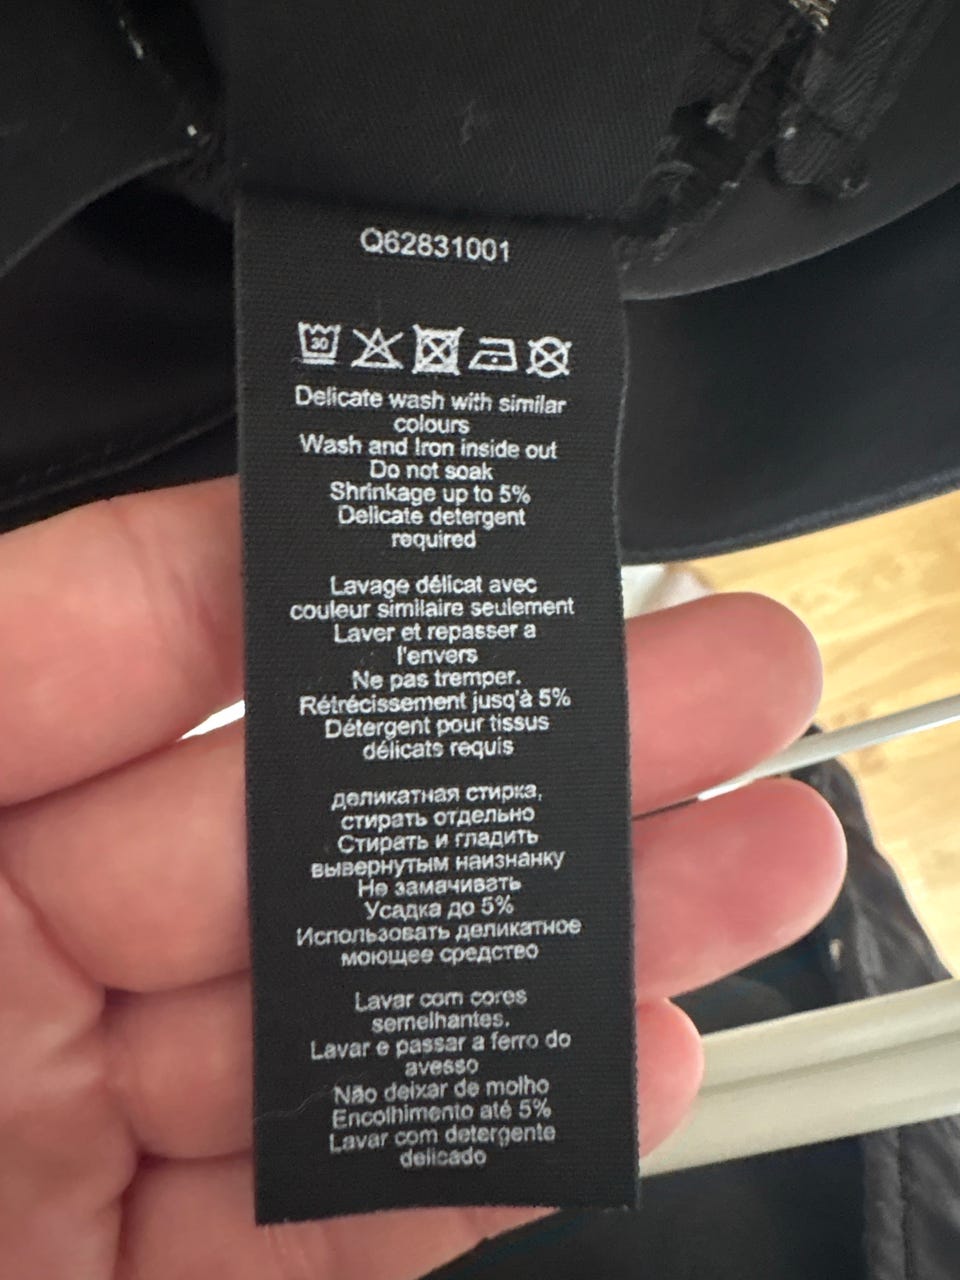 Q62831001
30
Delicate wash with similar
colours
Wash and Iron inside out
Do not soak
Shrinkage up to 5%
Delicate detergent
required
Lavage délicat avec
couleur similaire seulement
Laver et repasser a
l'envers
Ne pas tremper.
Rétrécissement jusqu'à 5%
Détergent pour tissus
délicats requis
деликатная стирка,
стирать отдельно
Стирать и гладить
вывернутым наизнанку
Не замачивать
Усадка до 5%
Использовать деликатное
моющее средство
Lavar com cores
semelhantes.
Lavar e passar a ferro do
avesso
Não deixar de molho
Encolhimento até 5%
Lavar com detergente
delicado